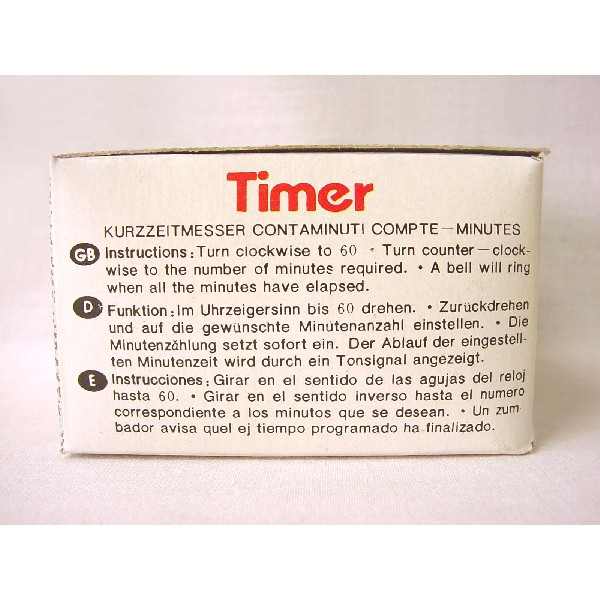 Timer
KURZZEITMESSER CONTAMINUTI COMPTE—MINUTES
GB Instructions: Turn clockwise to 60 • Turn counter—clock-
wise to the number of minutes required. • A bell will ring
when all the minutes have elapsed.
D Funktion: Im Uhrzeigersinn bis 60 drehen. • Zurückdrehen
und auf die gewünschte Minutenanzahl einstellen. • Die
Minutenzählung setzt sofort ein. Der Ablauf der eingestell-
ten Minutenzeit wird durch ein Tonsignal angezeigt.
E Instrucciones: Girar en el sentido de las agujas del reloj
hasta 60. • Girar en el sentido inverso hasta el numero
correspondiente a los minutos que se desean. • Un zum-
bador avisa quel ej tiempo programado ha finalizado.